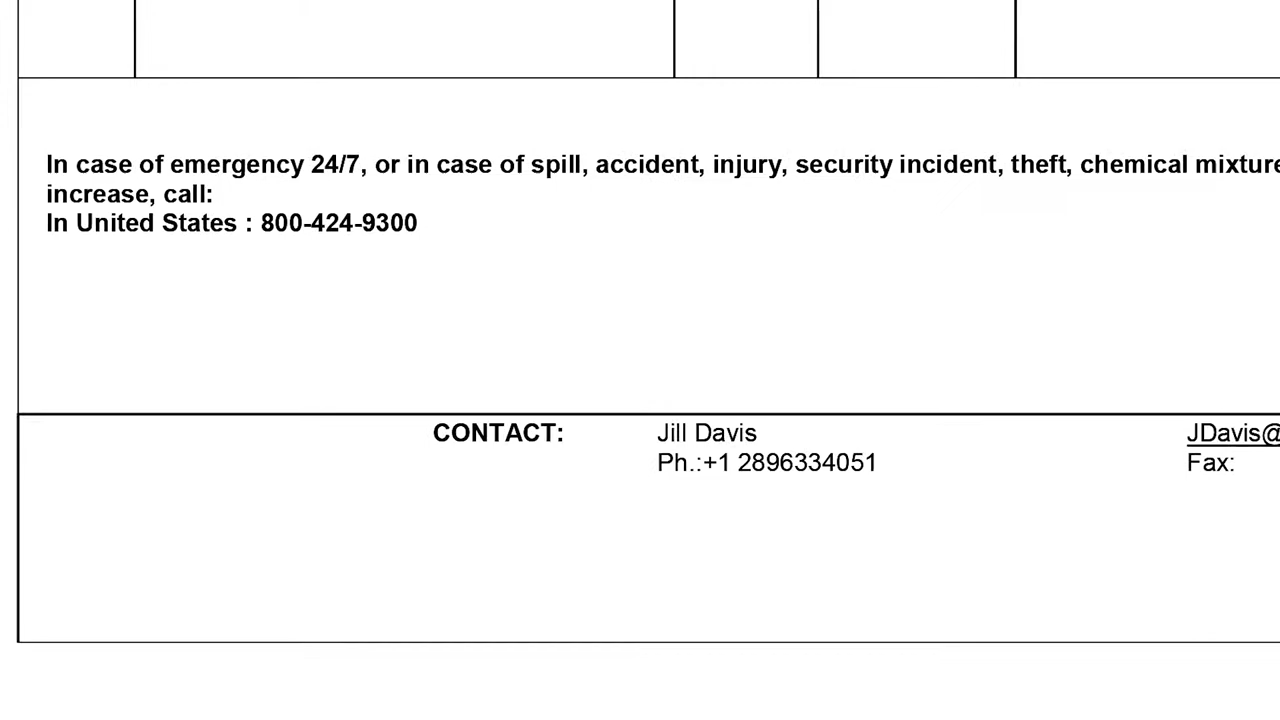 In case of emergency 24/7, or in case of spill, accident, injury, security incident, theft, chemical mixture
increase, call:
In United States : 800-424-9300
CONTACT: Jill Davis JDavis@
Ph.:+1 2896334051 Fax: